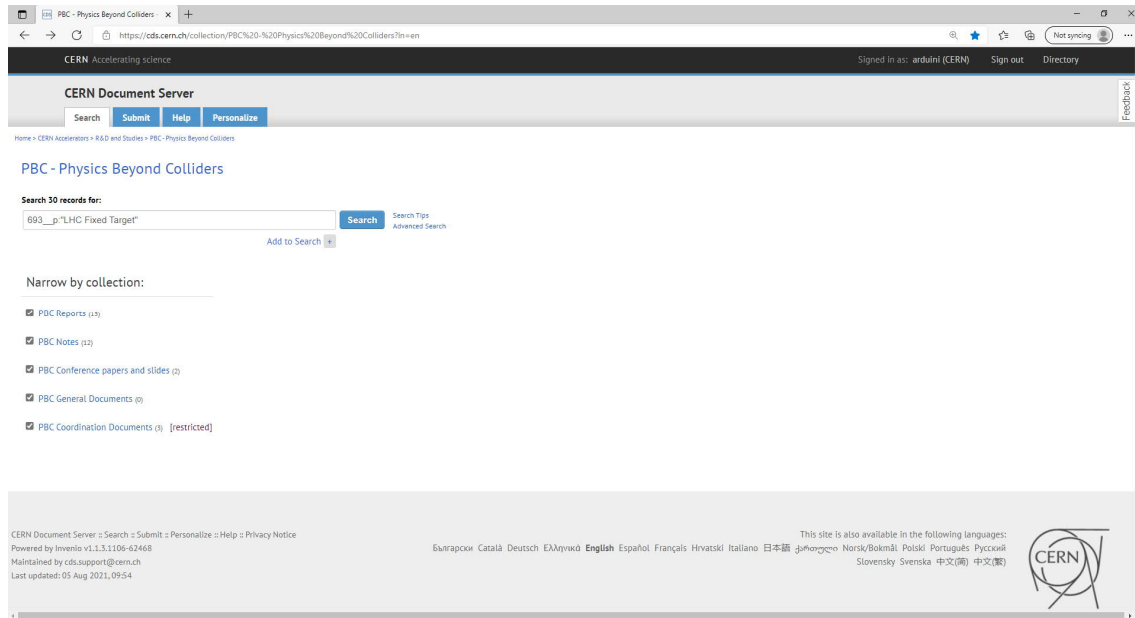 PBC - Physics Beyond Colliders
https://cds.cern.ch/collection/PBC%20-%20Physics%20Beyond%20Colliders?ln=en
Not syncing
CERN Accelerating science
Signed in as: arduini (CERN) Sign out Directory
CERN Document Server
Feedback
Search Submit Help Personalize
Home > CERN Accelerators > R&D and Studies > PBC - Physics Beyond Colliders
PBC - Physics Beyond Colliders
Search 30 records for:
693__p:"LHC Fixed Target" Search
Search Tips
Advanced Search
Add to Search +
Narrow by collection:
PBC Reports (13)
PBC Notes (12)
PBC Conference papers and slides (2)
PBC General Documents (0)
PBC Coordination Documents (3) [restricted]
CERN Document Server :: Search :: Submit :: Personalize :: Help :: Privacy Notice
Powered by Invenio v1.1.3.1106-62468
Maintained by cds.support@cern.ch
Last updated: 05 Aug 2021, 09:54
This site is also available in the following languages:
Български Català Deutsch Ελληνικά English Español Français Hrvatski Italiano 日本語 ქართული Norsk/Bokmål Polski Português Русский
Slovensky Svenska 中文(简) 中文(繁)
CERN